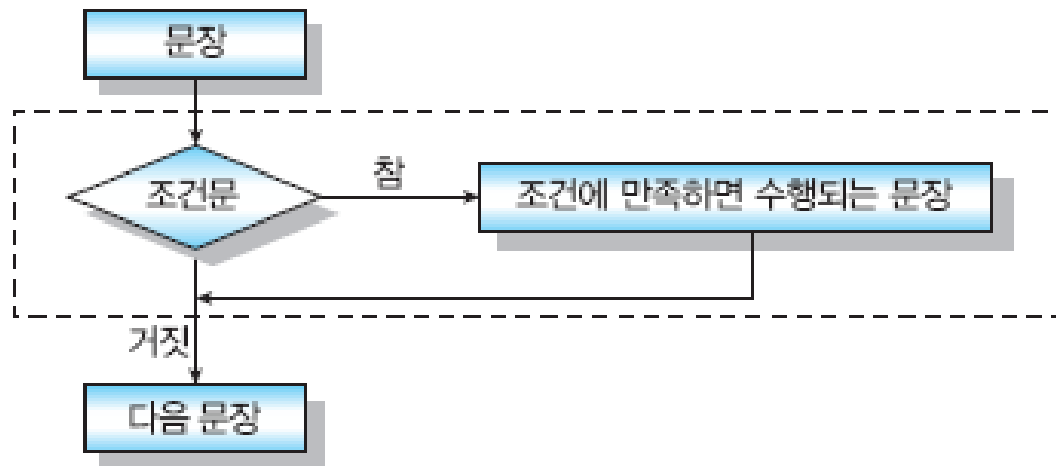 문장
조건문
참
조건에 만족하면 수행되는 문장
거짓
다음 문장